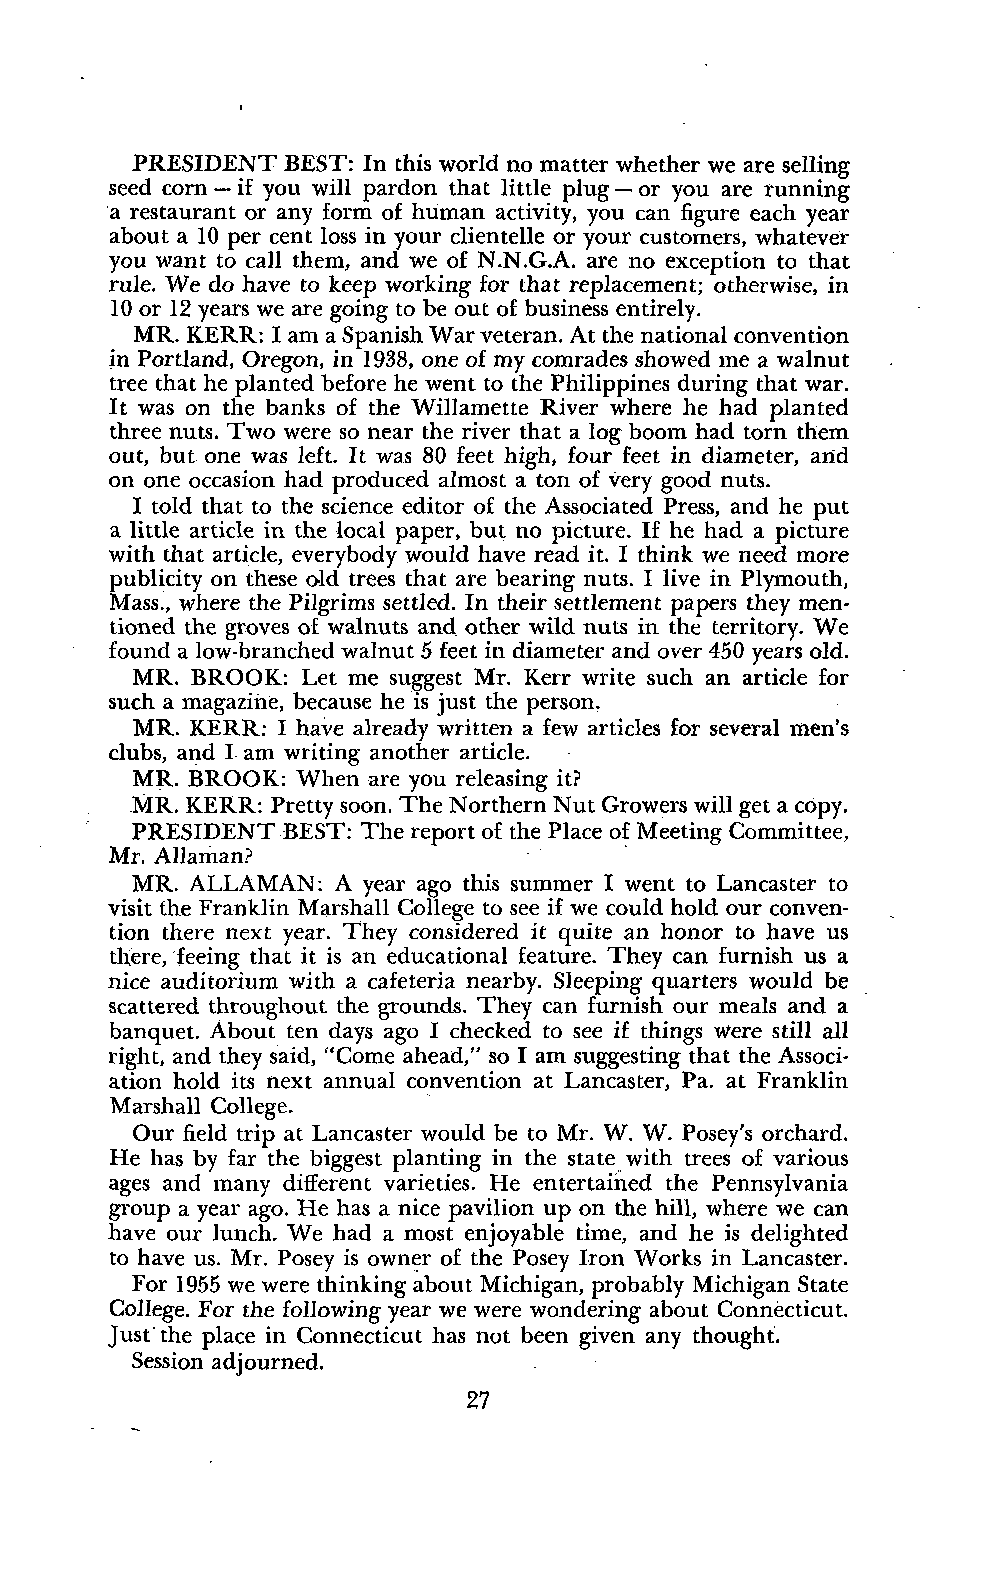 PRESIDENT BEST: In this world no matter whether we are selling
seed corn — if you will pardon that little plug — or you are running
a restaurant or any form of human activity, you can figure each year
about a 10 per cent loss in your clientelle or your customers, whatever
you want to call them, and we of N.N.G.A. are no exception to that
rule. We do have to keep working for that replacement; otherwise, in
10 or 12 years we are going to be out of business entirely.
MR. KERR: I am a Spanish War veteran. At the national convention
in Portland, Oregon, in 1938, one of my comrades showed me a walnut
tree that he planted before he went to the Philippines during that war.
It was on the banks of the Willamette River where he had planted
three nuts. Two were so near the river that a log boom had torn them
out, but one was left. It was 80 feet high, four feet in diameter, and
on one occasion had produced almost a ton of very good nuts.
I told that to the science editor of the Associated Press, and he put
a little article in the local paper, but no picture. If he had a picture
with that article, everybody would have read it. I think we need more
publicity on these old trees that are bearing nuts. I live in Plymouth,
Mass., where the Pilgrims settled. In their settlement papers they men-
tioned the groves of walnuts and other wild nuts in the territory. We
found a low-branched walnut 5 feet in diameter and over 450 years old.
MR. BROOK: Let me suggest Mr. Kerr write such an article for
such a magazine, because he is just the person.
MR. KERR: I have already written a few articles for several men's
clubs, and I am writing another article.
MR. BROOK: When are you releasing it?
MR. KERR: Pretty soon. The Northern Nut Growers will get a copy.
PRESIDENT BEST: The report of the Place of Meeting Committee,
Mr. Allaman?
MR. ALLAMAN: A year ago this summer I went to Lancaster to
visit the Franklin Marshall College to see if we could hold our conven-
tion there next year. They considered it quite an honor to have us
there, feeing that it is an educational feature. They can furnish us a
nice auditorium with a cafeteria nearby. Sleeping quarters would be
scattered throughout the grounds. They can furnish our meals and a
banquet. About ten days ago I checked to see if things were still all
right, and they said, "Come ahead," so I am suggesting that the Associ-
ation hold its next annual convention at Lancaster, Pa. at Franklin
Marshall College.
Our field trip at Lancaster would be to Mr. W. W. Posey's orchard.
He has by far the biggest planting in the state with trees of various
ages and many different varieties. He entertained the Pennsylvania
group a year ago. He has a nice pavilion up on the hill, where we can
have our lunch. We had a most enjoyable time, and he is delighted
to have us. Mr. Posey is owner of the Posey Iron Works in Lancaster.
For 1955 we were thinking about Michigan, probably Michigan State
College. For the following year we were wondering about Connecticut.
Just the place in Connecticut has not been given any thought.
Session adjourned.
27